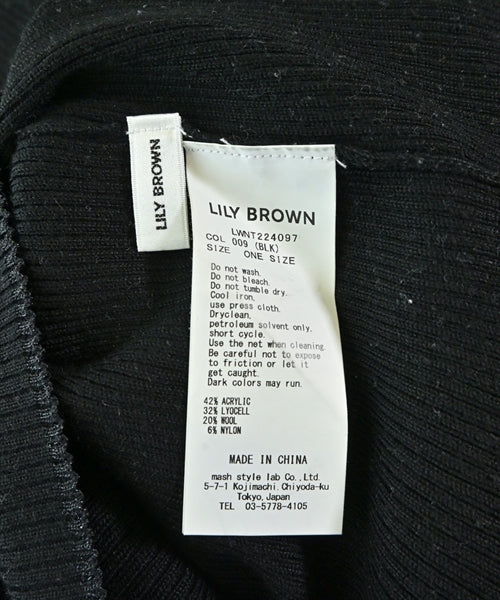 LILY BROWN
LILY BROWN
LWNT224097
COL 009 (BLK)
SIZE ONE SIZE
Do not wash.
Do not bleach.
Do not tumble dry.
Cool iron.
use press cloth.
Dryclean.
petroleum solvent only.
short cycle.
Use the net when cleaning.
Be careful not to expose
to friction or let it
get caught.
Dark colors may run.
42% ACRYLIC
32% LYOCELL
20% WOOL
6% NYLON
MADE IN CHINA
mash style lab Co., Ltd.
5-7-1 Kojimachi. Chiyoda-ku
Tokyo, Japan
TEL 03-5778-4105